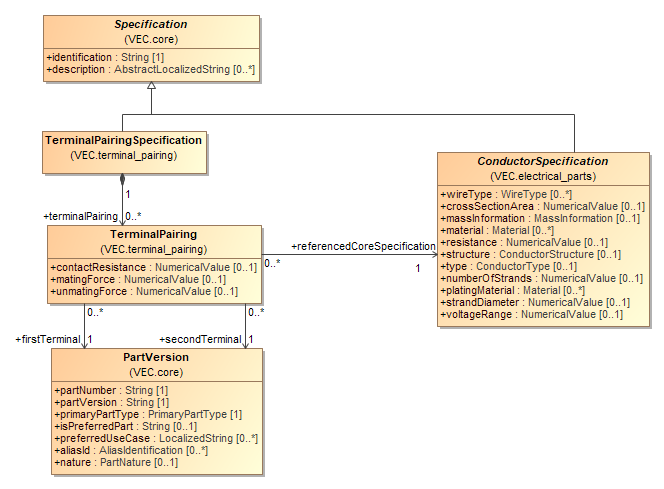 Specification
(VEC.core)
+identification : String [1]
+description : AbstractLocalizedString [0..*]
TerminalPairingSpecification
(VEC.terminal_pairing)
1
+terminalPairing 0..*
TerminalPairing
(VEC.terminal_pairing)
+contactResistance : NumericalValue [0..1]
+matingForce : NumericalValue [0..1]
+unmatingForce : NumericalValue [0..1]
+referencedCoreSpecification
0..*
1
ConductorSpecification
(VEC.electrical_parts)
+wireType : WireType [0..*]
+crossSectionArea : NumericalValue [0..1]
+massInformation : MassInformation [0..1]
+material : Material [0..*]
+resistance : NumericalValue [0..1]
+structure : ConductorStructure [0..1]
+type : ConductorType [0..1]
+numberOfStrands : NumericalValue [0..1]
+platingMaterial : Material [0..*]
+strandDiameter : NumericalValue [0..1]
+voltageRange : NumericalValue [0..1]
0..* 0..*
+firstTerminal 1 +secondTerminal 1
PartVersion
(VEC.core)
+partNumber : String [1]
+partVersion : String [1]
+primaryPartType : PrimaryPartType [1]
+isPreferredPart : String [0..1]
+preferredUseCase : LocalizedString [0..*]
+aliasId : AliasIdentification [0..*]
+nature : PartNature [0..1]